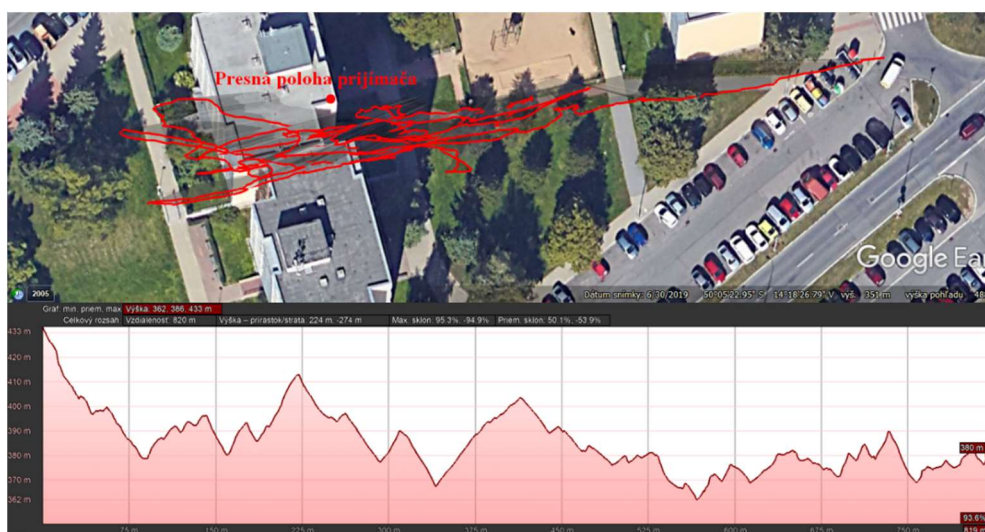 Presna poloha prijímača
Google Ea
2005
Dátum snímky: 6/30/2019 50°05'22.95" S 14°18'26.79" V výš. 351 m výška pohľadu 48
Graf: min, priem, max Výška: 362, 386, 433 m
Celkový rozsah: Vzdialenosť: 820 m Výška – prírastok/strata: 224 m, -274 m Max. sklon: 95.3%, -94.9% Priem. sklon: 50.1%, -53.9%
433 m
420 m
410 m
400 m
390 m
380 m
370 m
362 m
380 m
93.6%
75 m 150 m 225 m 300 m 375 m 450 m 525 m 600 m 675 m 750 m 819 m